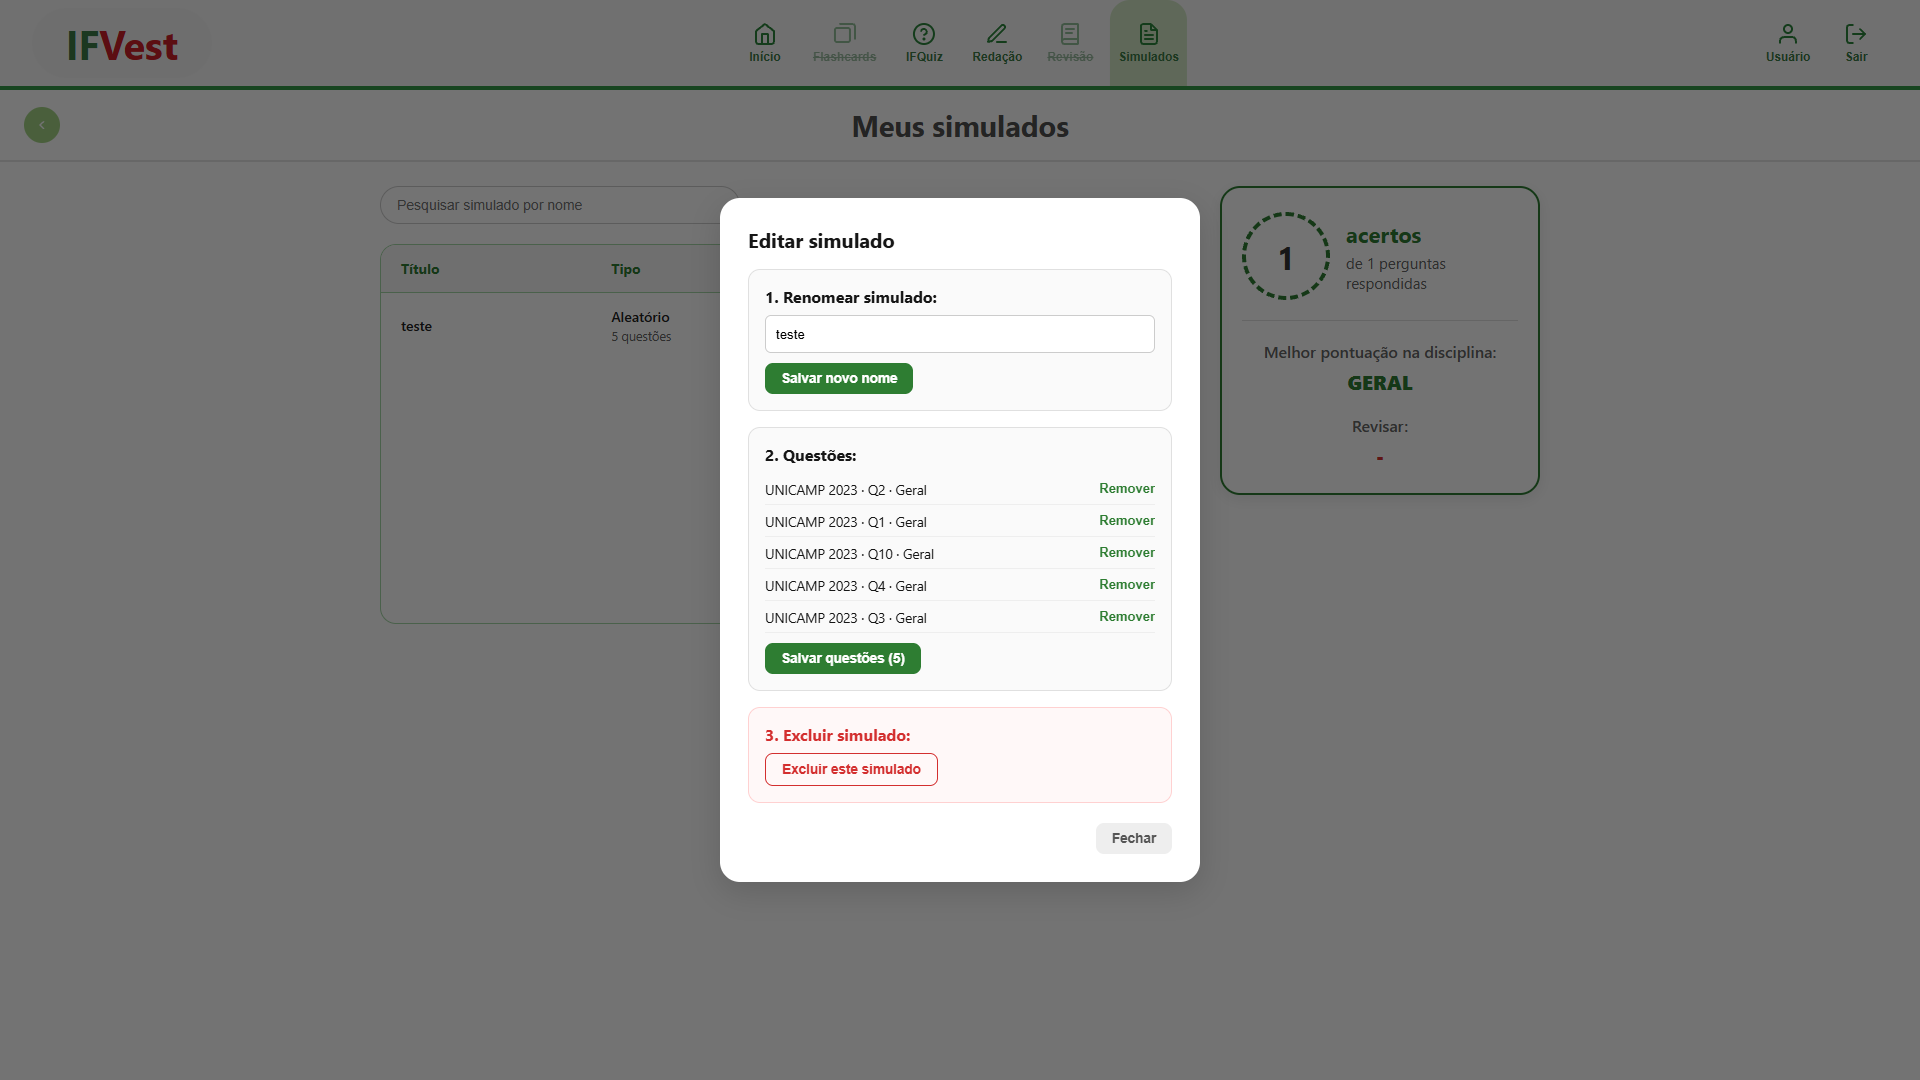 IFVest
Início
Flashcards
IFQuiz
Redação
Revisão
Simulados
Usuário
Sair
Meus simulados
Pesquisar simulado por nome
Título
Tipo
teste
Aleatório
5 questões
Editar simulado
1. Renomear simulado:
teste
Salvar novo nome
2. Questões:
UNICAMP 2023 · Q2 · Geral Remover
UNICAMP 2023 · Q1 · Geral Remover
UNICAMP 2023 · Q10 · Geral Remover
UNICAMP 2023 · Q4 · Geral Remover
UNICAMP 2023 · Q3 · Geral Remover
Salvar questões (5)
3. Excluir simulado:
Excluir este simulado
Fechar
1
acertos
de 1 perguntas
respondidas
Melhor pontuação na disciplina:
GERAL
Revisar:
-